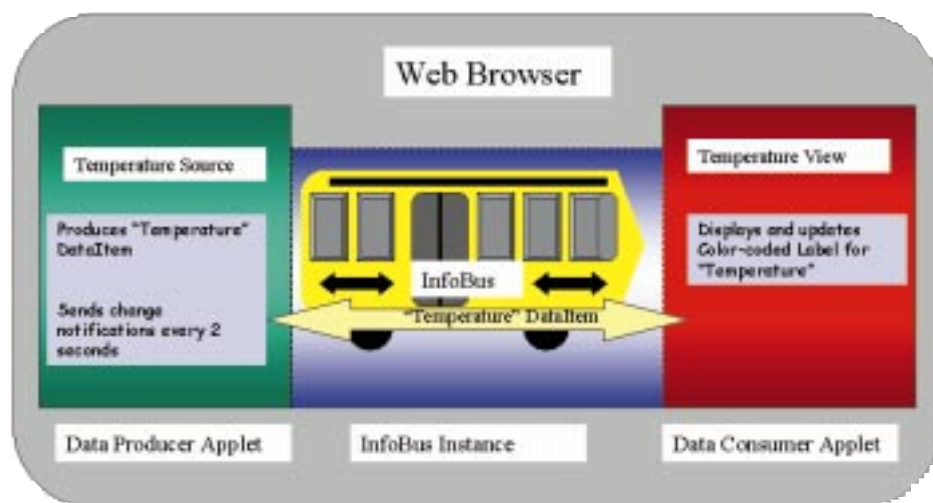 Web Browser
Temperature Source
Produces "Temperature"
DataItem
Sends change
notifications every 2
seconds
InfoBus
"Temperature" DataItem
Temperature View
Displays and updates
Color-coded Label for
"Temperature"
Data Producer Applet
InfoBus Instance
Data Consumer Applet